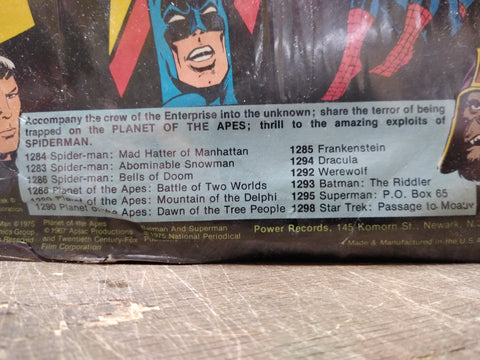 Accompany the crew of the Enterprise into the unknown; share the terror of being
trapped on the PLANET OF THE APES; thrill to the amazing exploits of
SPIDERMAN.
1284 Spider-man: Mad Hatter of Manhattan
1283 Spider-man: Abominable Snowman
1286 Spider-man: Bells of Doom
1288 Planet of the Apes: Battle of Two Worlds
1289 Planet of the Apes: Mountain of the Delphi
1290 Planet of the Apes: Dawn of the Tree People
1285 Frankenstein
1294 Dracula
1292 Werewolf
1293 Batman: The Riddler
1295 Superman: P.O. Box 65
1298 Star Trek: Passage to Moauv
Man ©1975
Planet of the Apes
©1967 Apjac Productions
and Twentieth Century-Fox
Film Corporation
Batman And Superman
©1975 National Periodical
Power Records, 145 Komorn St., Newark, N
Made & Manufactured in the U.S.